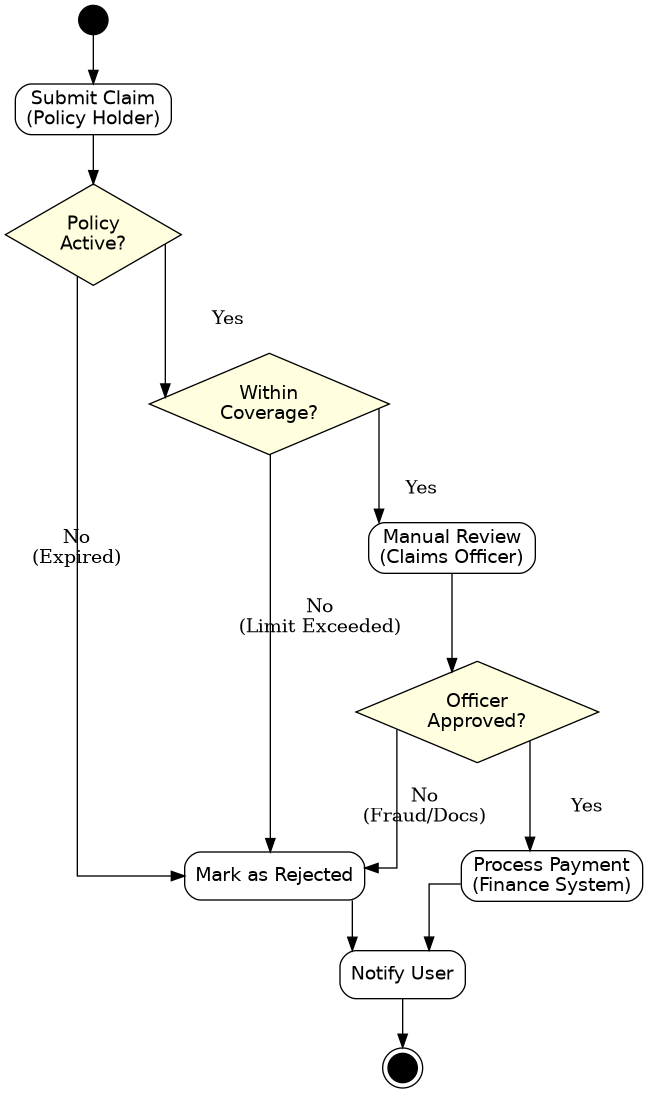 Submit Claim
(Policy Holder)
Policy
Active?
Yes
Within
Coverage?
Yes
No
(Expired)
Manual Review
(Claims Officer)
No
(Limit Exceeded)
Officer
Approved?
No
(Fraud/Docs)
Yes
Mark as Rejected
Process Payment
(Finance System)
Notify User